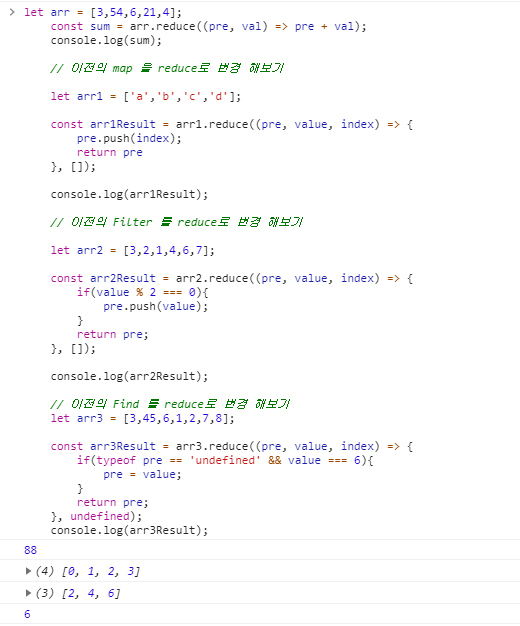 > let arr = [3,54,6,21,4];
    const sum = arr.reduce((pre, val) => pre + val);
    console.log(sum);

    // 이전의 map 을 reduce로 변경 해보기

    let arr1 = ['a','b','c','d'];

    const arr1Result = arr1.reduce((pre, value, index) => {
        pre.push(index);
        return pre
    }, []);

    console.log(arr1Result);

    // 이전의 Filter 를 reduce로 변경 해보기

    let arr2 = [3,2,1,4,6,7];

    const arr2Result = arr2.reduce((pre, value, index) => {
        if(value % 2 === 0){
            pre.push(value);
        }
        return pre;
    }, []);

    console.log(arr2Result);

    // 이전의 Find 를 reduce로 변경 해보기
    let arr3 = [3,45,6,1,2,7,8];

    const arr3Result = arr3.reduce((pre, value, index) => {
        if(typeof pre == 'undefined' && value === 6){
            pre = value;
        }
        return pre;
    }, undefined);
    console.log(arr3Result);
88
▶ (4) [0, 1, 2, 3]
▶ (3) [2, 4, 6]
6